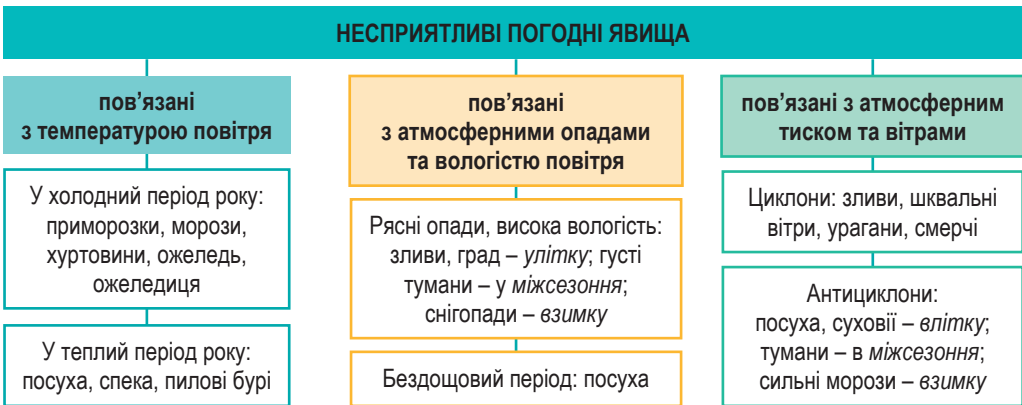 НЕСПРИЯТЛИВІ ПОГОДНІ ЯВИЩА
пов’язані
з температурою повітря
У холодний період року:
приморозки, морози,
хуртовини, ожеледь,
ожеледиця
У теплий період року:
посуха, спека, пилові бурі
пов’язані
з атмосферними опадами
та вологістю повітря
Рясні опади, висока вологість:
зливи, град – улітку; густі
тумани – у міжсезоння;
снігопади – взимку
Бездощовий період: посуха
пов’язані з атмосферним
тиском та вітрами
Циклони: зливи, шквальні
вітри, урагани, смерчі
Антициклони:
посуха, суховії – влітку;
тумани – в міжсезоння;
сильні морози – взимку